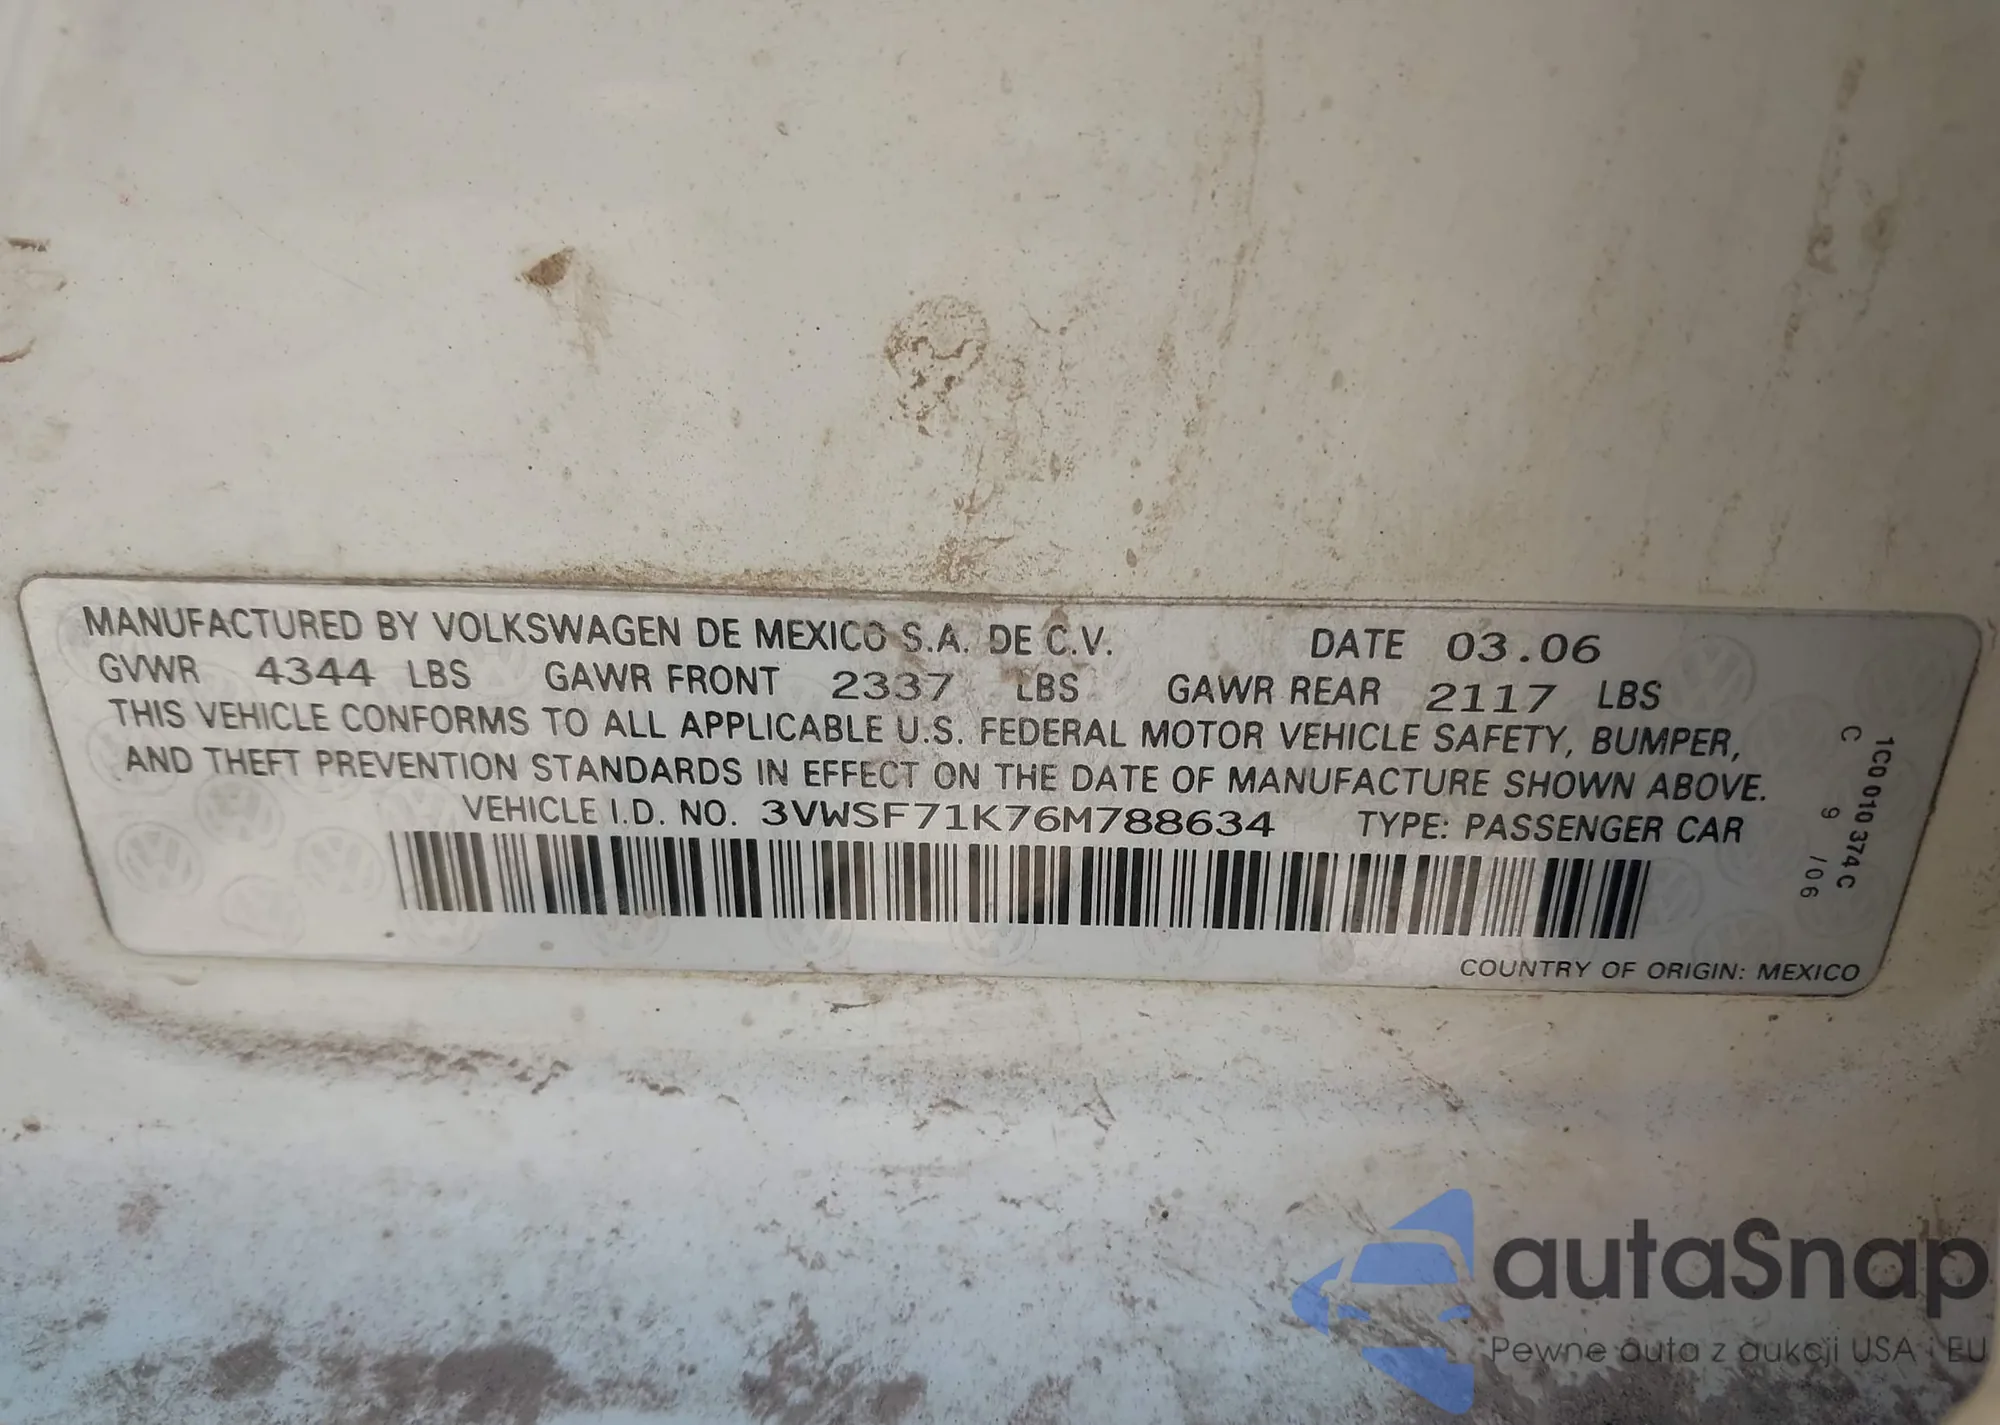 MANUFACTURED BY VOLKSWAGEN DE MEXICO S.A. DE C.V. DATE 03.06
GVWR 4344 LBS GAWR FRONT 2337 LBS GAWR REAR 2117 LBS
THIS VEHICLE CONFORMS TO ALL APPLICABLE U.S. FEDERAL MOTOR VEHICLE SAFETY, BUMPER,
AND THEFT PREVENTION STANDARDS IN EFFECT ON THE DATE OF MANUFACTURE SHOWN ABOVE.
VEHICLE I.D. NO. 3VWSF71K76M788634 TYPE: PASSENGER CAR
COUNTRY OF ORIGIN: MEXICO
1C0 010 374 C
C 9 /06
autaSnap
Pewne auta z aukcji USA i EU